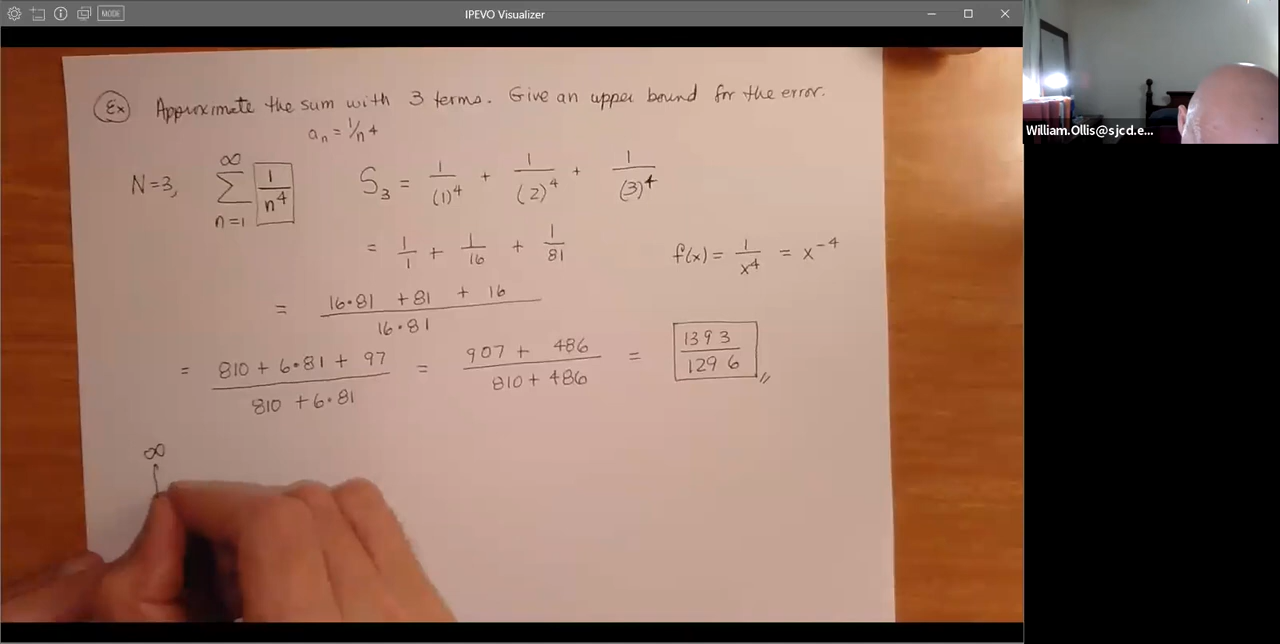 MODE
IPEVO Visualizer
William.Ollis@sjcd.e...
Ex Approximate the sum with 3 terms. Give an upper bound for the error.
aₙ = 1/n⁴
N=3, ∞ ∑ n=1 1/n⁴ S₃ = 1/(1)⁴ + 1/(2)⁴ + 1/(3)⁴
= 1/1 + 1/16 + 1/81 f(x) = 1/x⁴ = x⁻⁴
= (16·81 + 81 + 16)/(16·81)
= (810 + 6·81 + 97)/(810 + 6·81) = (907 + 486)/(810 + 486) = 1393/1296 //
∞
∫